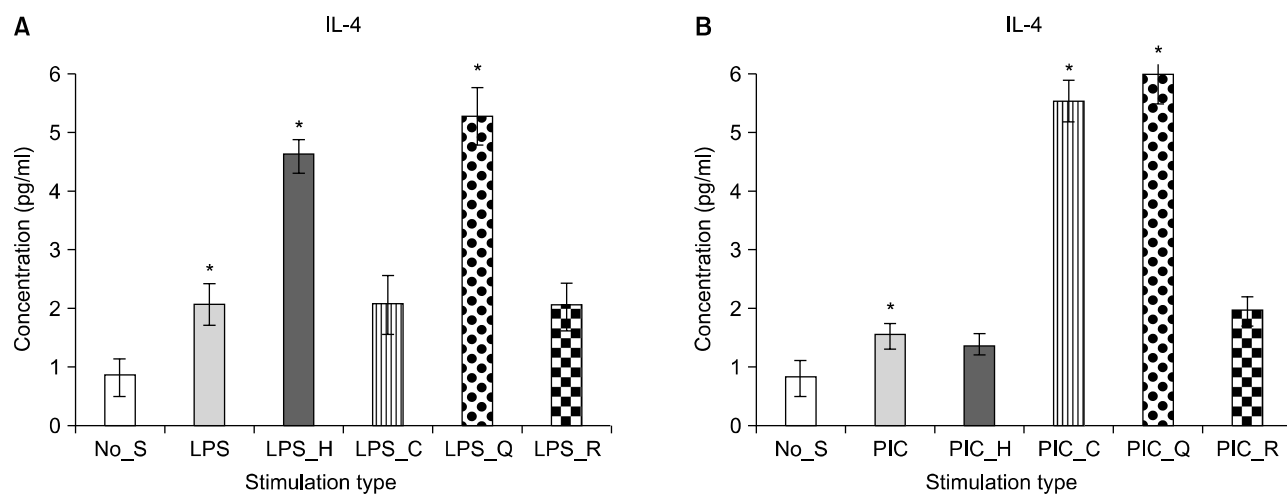 A
IL-4
*
*
*
6
5
4
3
2
1
0
Concentration (pg/ml)
No_S LPS LPS_H LPS_C LPS_Q LPS_R
Stimulation type
B
IL-4
*
*
*
6
5
4
3
2
1
0
Concentration (pg/ml)
No_S PIC PIC_H PIC_C PIC_Q PIC_R
Stimulation type